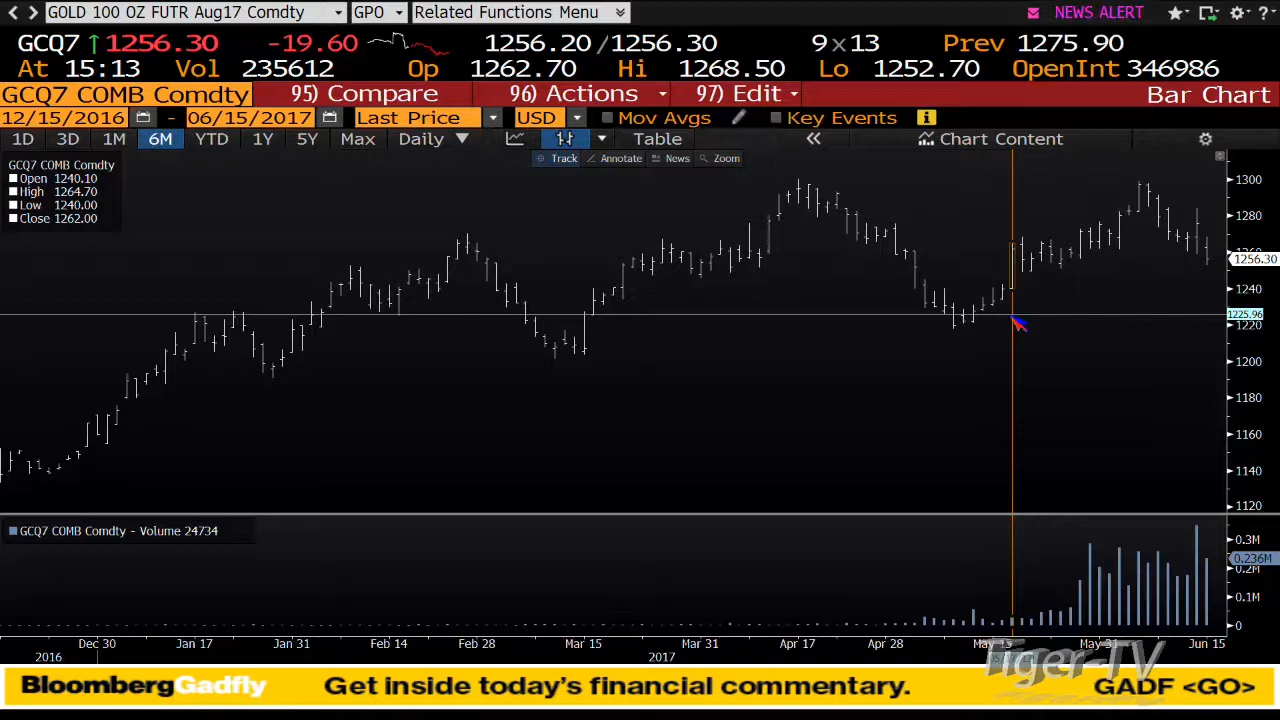 GOLD 100 OZ FUTR Aug17 Comdty GPO Related Functions Menu NEWS ALERT ?
GCQ7 ↑1256.30 -19.60 1256.20/1256.30 9x13 Prev 1275.90
At 15:13 Vol 235612 Op 1262.70 Hi 1268.50 Lo 1252.70 OpenInt 346986
GCQ7 COMB Comdty 95) Compare 96) Actions 97) Edit Bar Chart
12/15/2016 - 06/15/2017 Last Price USD Mov Avgs Key Events
1D 3D 1M 6M YTD 1Y 5Y Max Daily Table Chart Content
Track Annotate News Zoom
GCQ7 COMB Comdty
Open 1240.10
High 1264.70
Low 1240.00
Close 1262.00
1300
1280
1256.30
1240
1225.96
1220
1200
1180
1160
1140
1120
GCQ7 COMB Comdty - Volume 24734
0.3M
0.236M
0.2M
0.1M
0
Dec 30 Jan 17 Jan 31 Feb 14 Feb 28 Mar 15 Mar 31 Apr 17 Apr 28 May 15 May 31 Jun 15
2016 2017
Tiger-TV
BloombergGadfly Get inside today's financial commentary. GADF <GO>